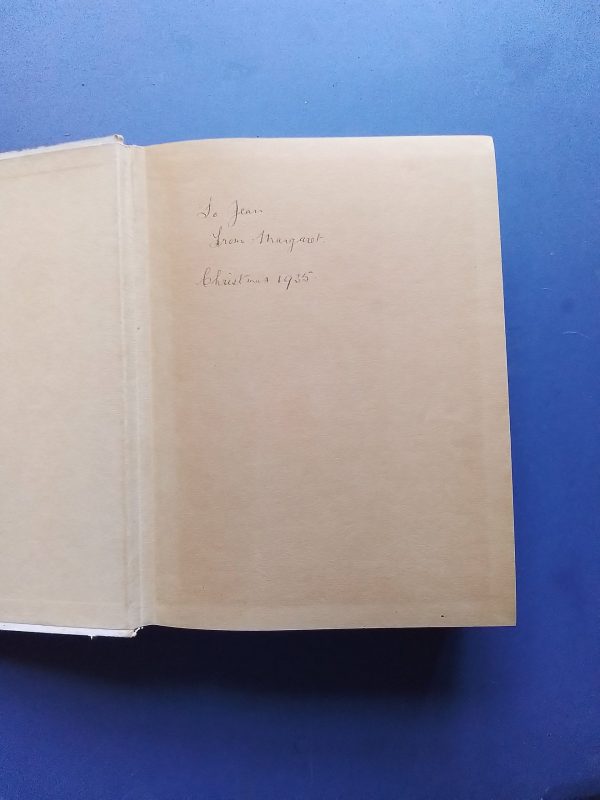 To Jean
from Margaret.
Christmas 1935